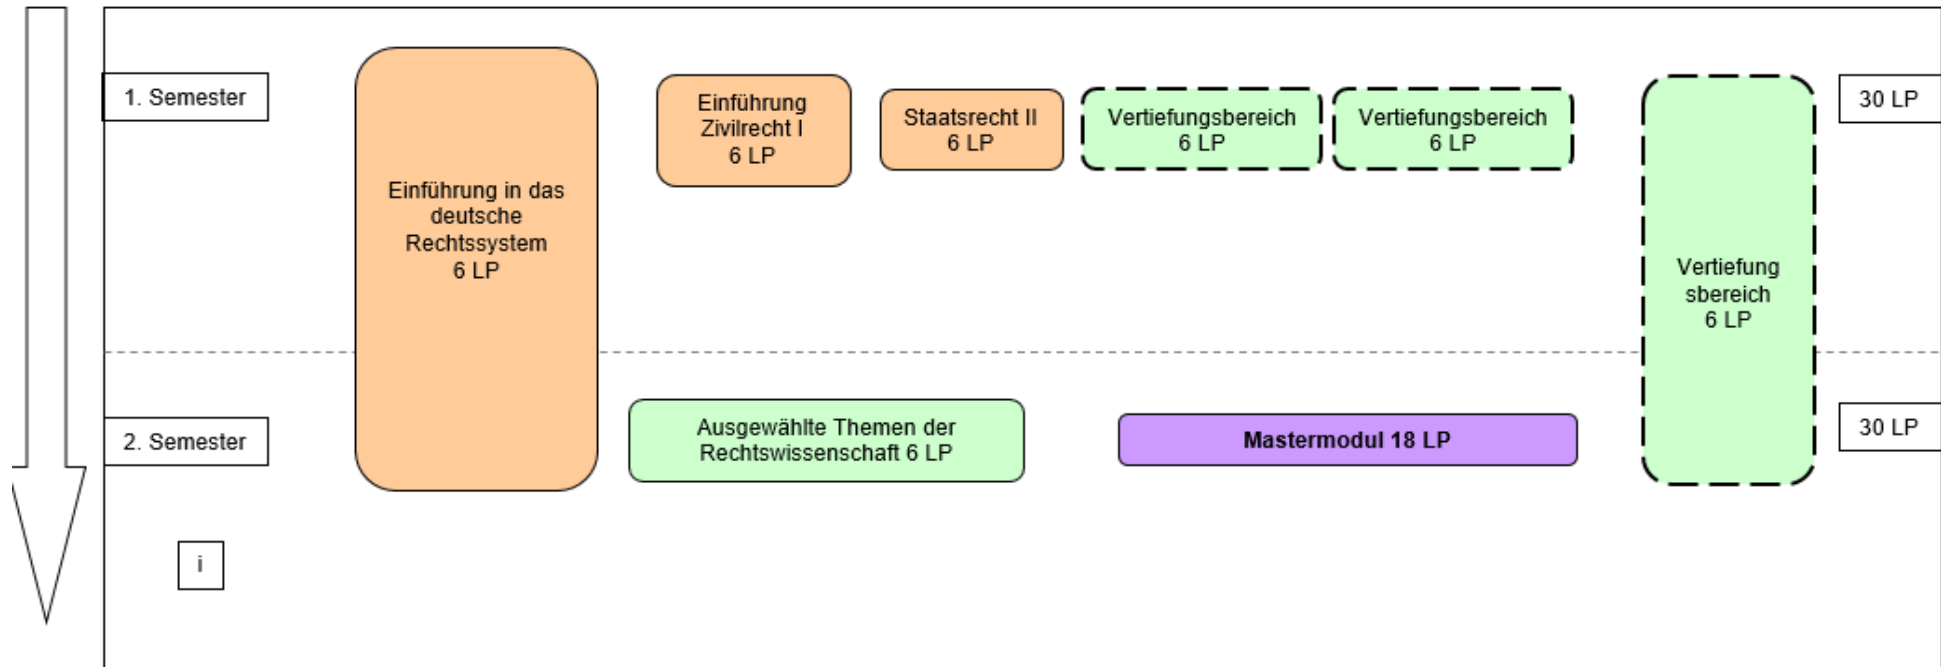 1. Semester
Einführung in das
deutsche
Rechtssystem
6 LP
Einführung
Zivilrecht I
6 LP
Staatsrecht II
6 LP
Vertiefungsbereich
6 LP
Vertiefungsbereich
6 LP
Vertiefung
sbereich
6 LP
30 LP
2. Semester
Ausgewählte Themen der
Rechtswissenschaft 6 LP
Mastermodul 18 LP
30 LP
i